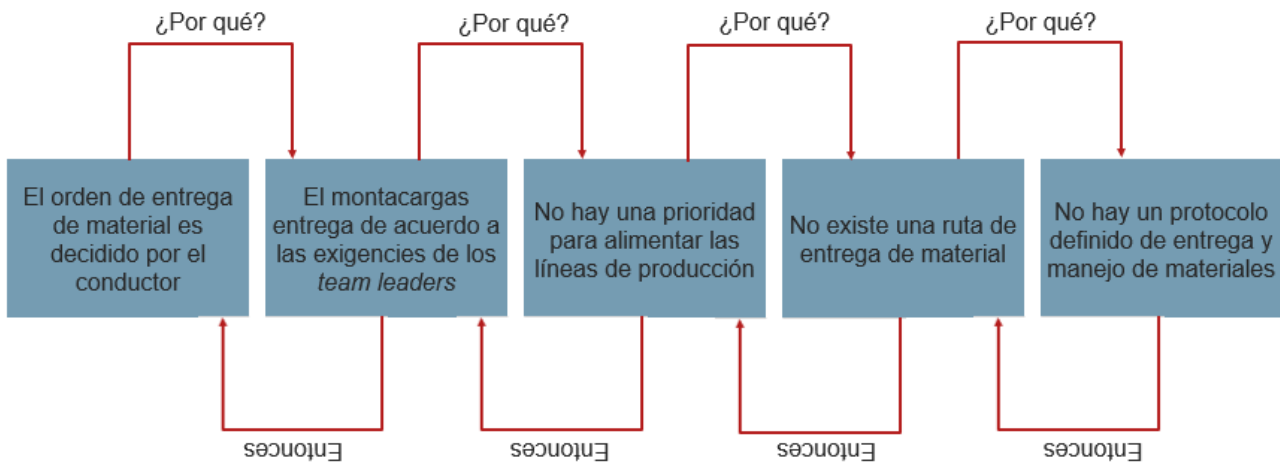 ¿Por qué?
¿Por qué?
¿Por qué?
¿Por qué?
El orden de entrega
de material es
decidido por el
conductor
El montacargas
entrega de acuerdo a
las exigencies de los
team leaders
No hay una prioridad
para alimentar las
líneas de producción
No existe una ruta de
entrega de material
No hay un protocolo
definido de entrega y
manejo de materiales
Entonces
Entonces
Entonces
Entonces